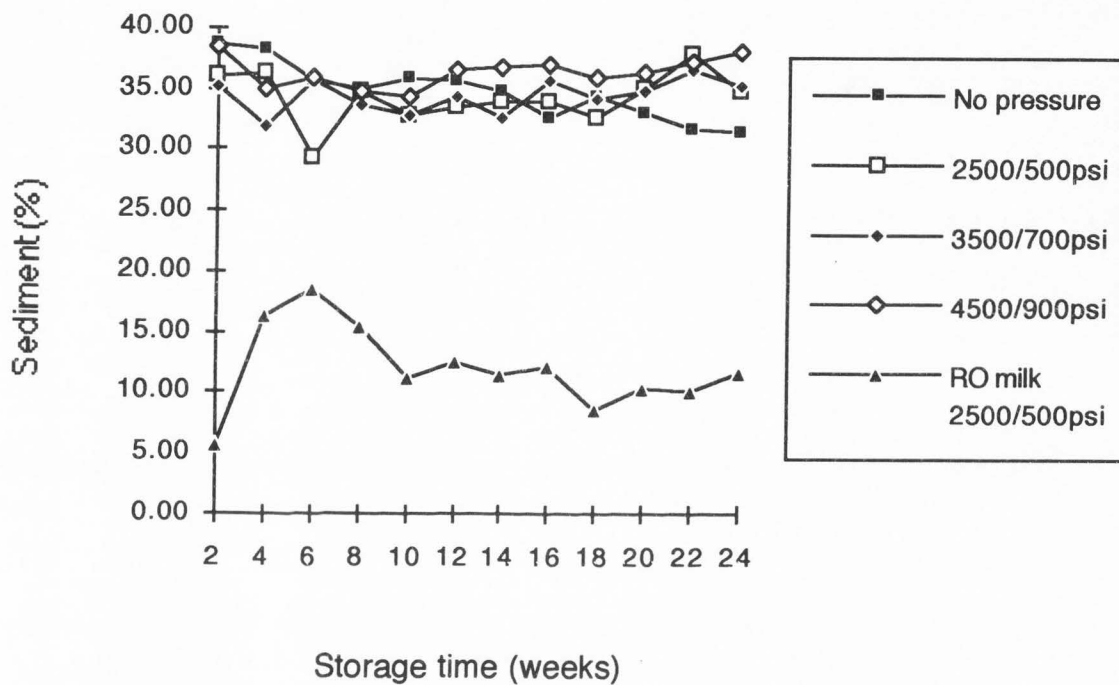 40.00
35.00
30.00
25.00
20.00
15.00
10.00
5.00
0.00
Sediment (%)
2 4 6 8 10 12 14 16 18 20 22 24
Storage time (weeks)
No pressure
2500/500psi
3500/700psi
4500/900psi
RO milk
2500/500psi